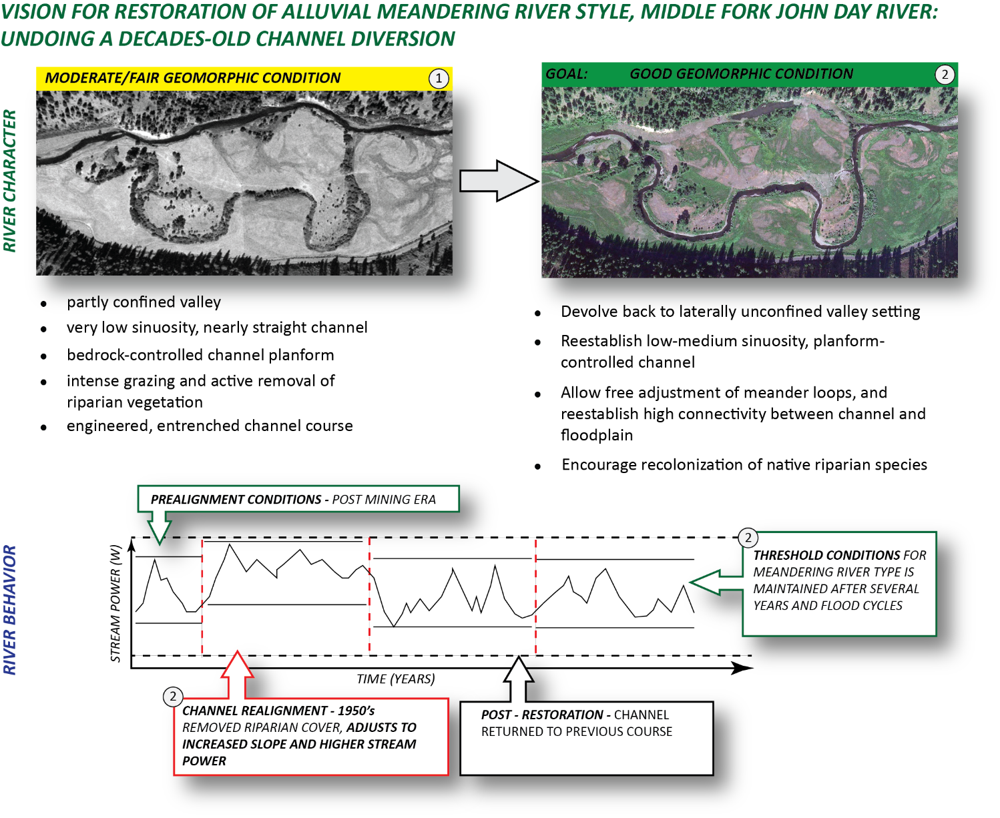 VISION FOR RESTORATION OF ALLUVIAL MEANDERING RIVER STYLE, MIDDLE FORK JOHN DAY RIVER:
UNDOING A DECADES-OLD CHANNEL DIVERSION
MODERATE/FAIR GEOMORPHIC CONDITION
1
GOAL: GOOD GEOMORPHIC CONDITION
2
RIVER CHARACTER
• partly confined valley
• very low sinuosity, nearly straight channel
• bedrock-controlled channel planform
• intense grazing and active removal of
riparian vegetation
• engineered, entrenched channel course
• Devolve back to laterally unconfined valley setting
• Reestablish low-medium sinuosity, planform-
controlled channel
• Allow free adjustment of meander loops, and
reestablish high connectivity between channel and
floodplain
• Encourage recolonization of native riparian species
RIVER BEHAVIOR
PREALIGNMENT CONDITIONS - POST MINING ERA
STREAM POWER (W)
TIME (YEARS)
2
THRESHOLD CONDITIONS FOR
MEANDERING RIVER TYPE IS
MAINTAINED AFTER SEVERAL
YEARS AND FLOOD CYCLES
2
CHANNEL REALIGNMENT - 1950's
REMOVED RIPARIAN COVER, ADJUSTS TO
INCREASED SLOPE AND HIGHER STREAM
POWER
POST - RESTORATION - CHANNEL
RETURNED TO PREVIOUS COURSE